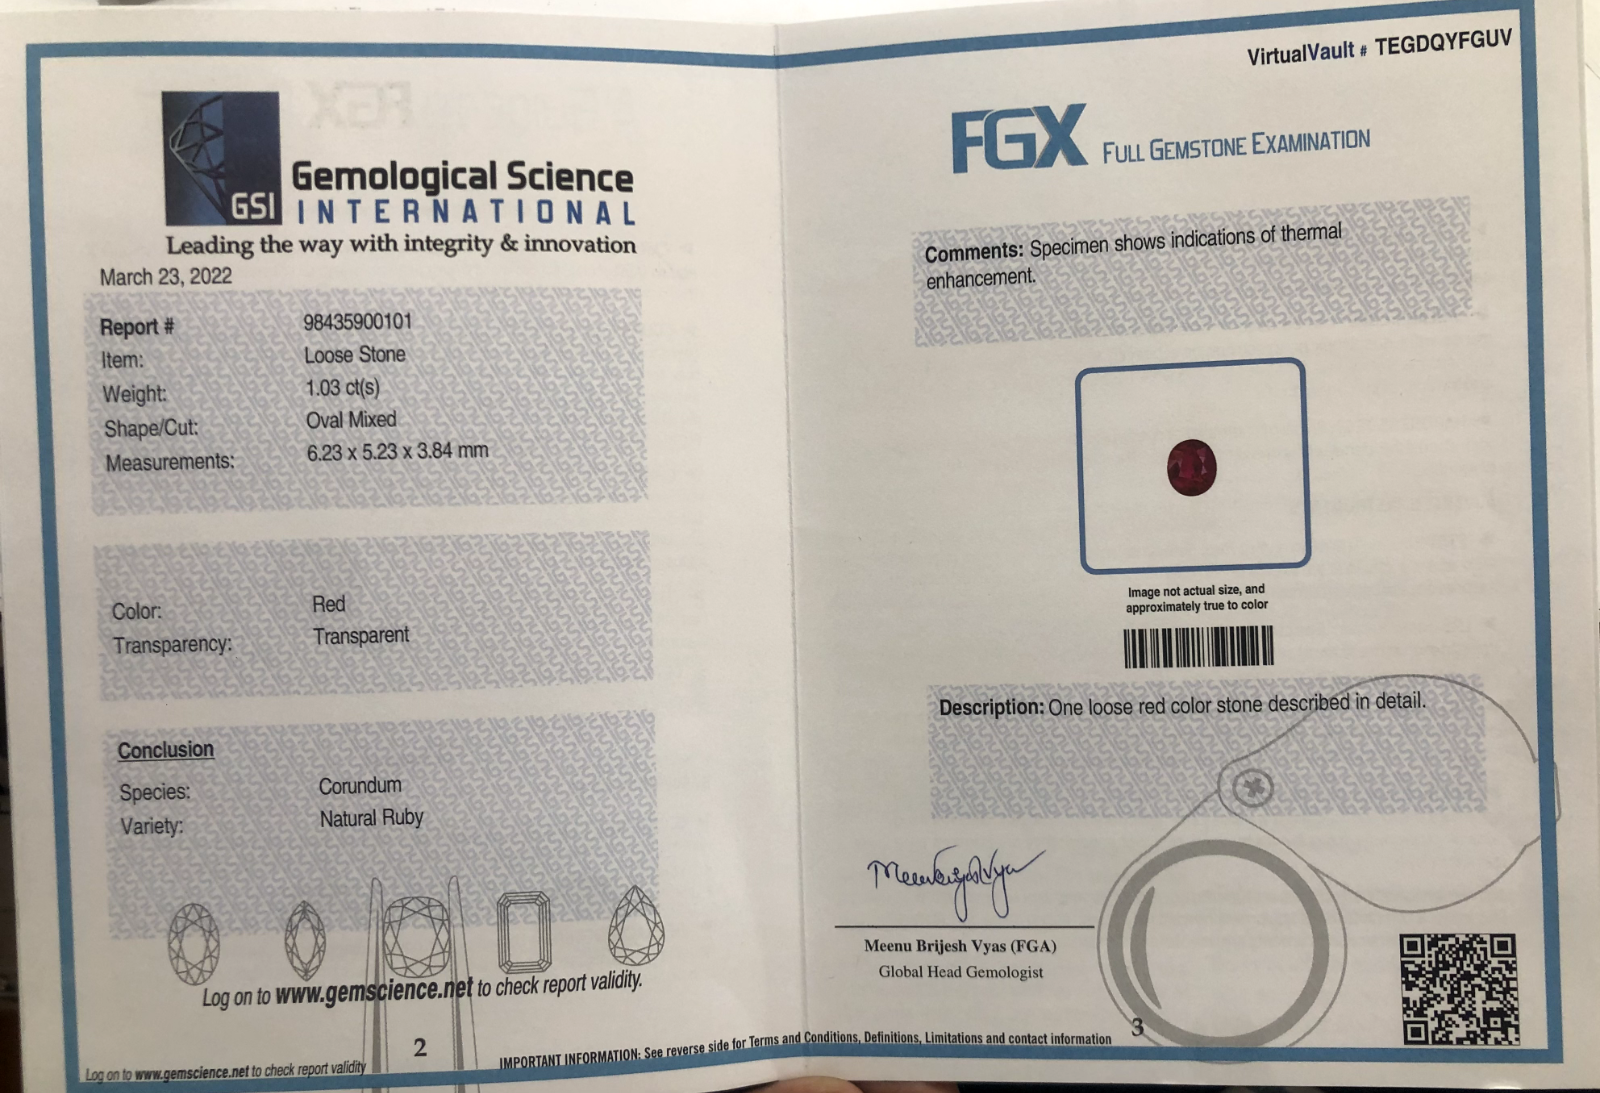 GSI
Gemological Science
INTERNATIONAL
Leading the way with integrity & innovation
March 23, 2022
Report # 98435900101
Item: Loose Stone
Weight: 1.03 ct(s)
Shape/Cut: Oval Mixed
Measurements: 6.23 x 5.23 x 3.84 mm
Color: Red
Transparency: Transparent
Conclusion
Species: Corundum
Variety: Natural Ruby
Log on to www.gemscience.net to check report validity.
2
Log on to www.gemscience.net to check report validity
IMPORTANT INFORMATION: See reverse side for Terms and Conditions, Definitions, Limitations and contact information
VirtualVault # TEGDQYFGUV
FGX FULL GEMSTONE EXAMINATION
Comments: Specimen shows indications of thermal
enhancement.
Image not actual size, and
approximately true to color
Description: One loose red color stone described in detail.
Meenu Brijesh Vyas (FGA)
Global Head Gemologist
3